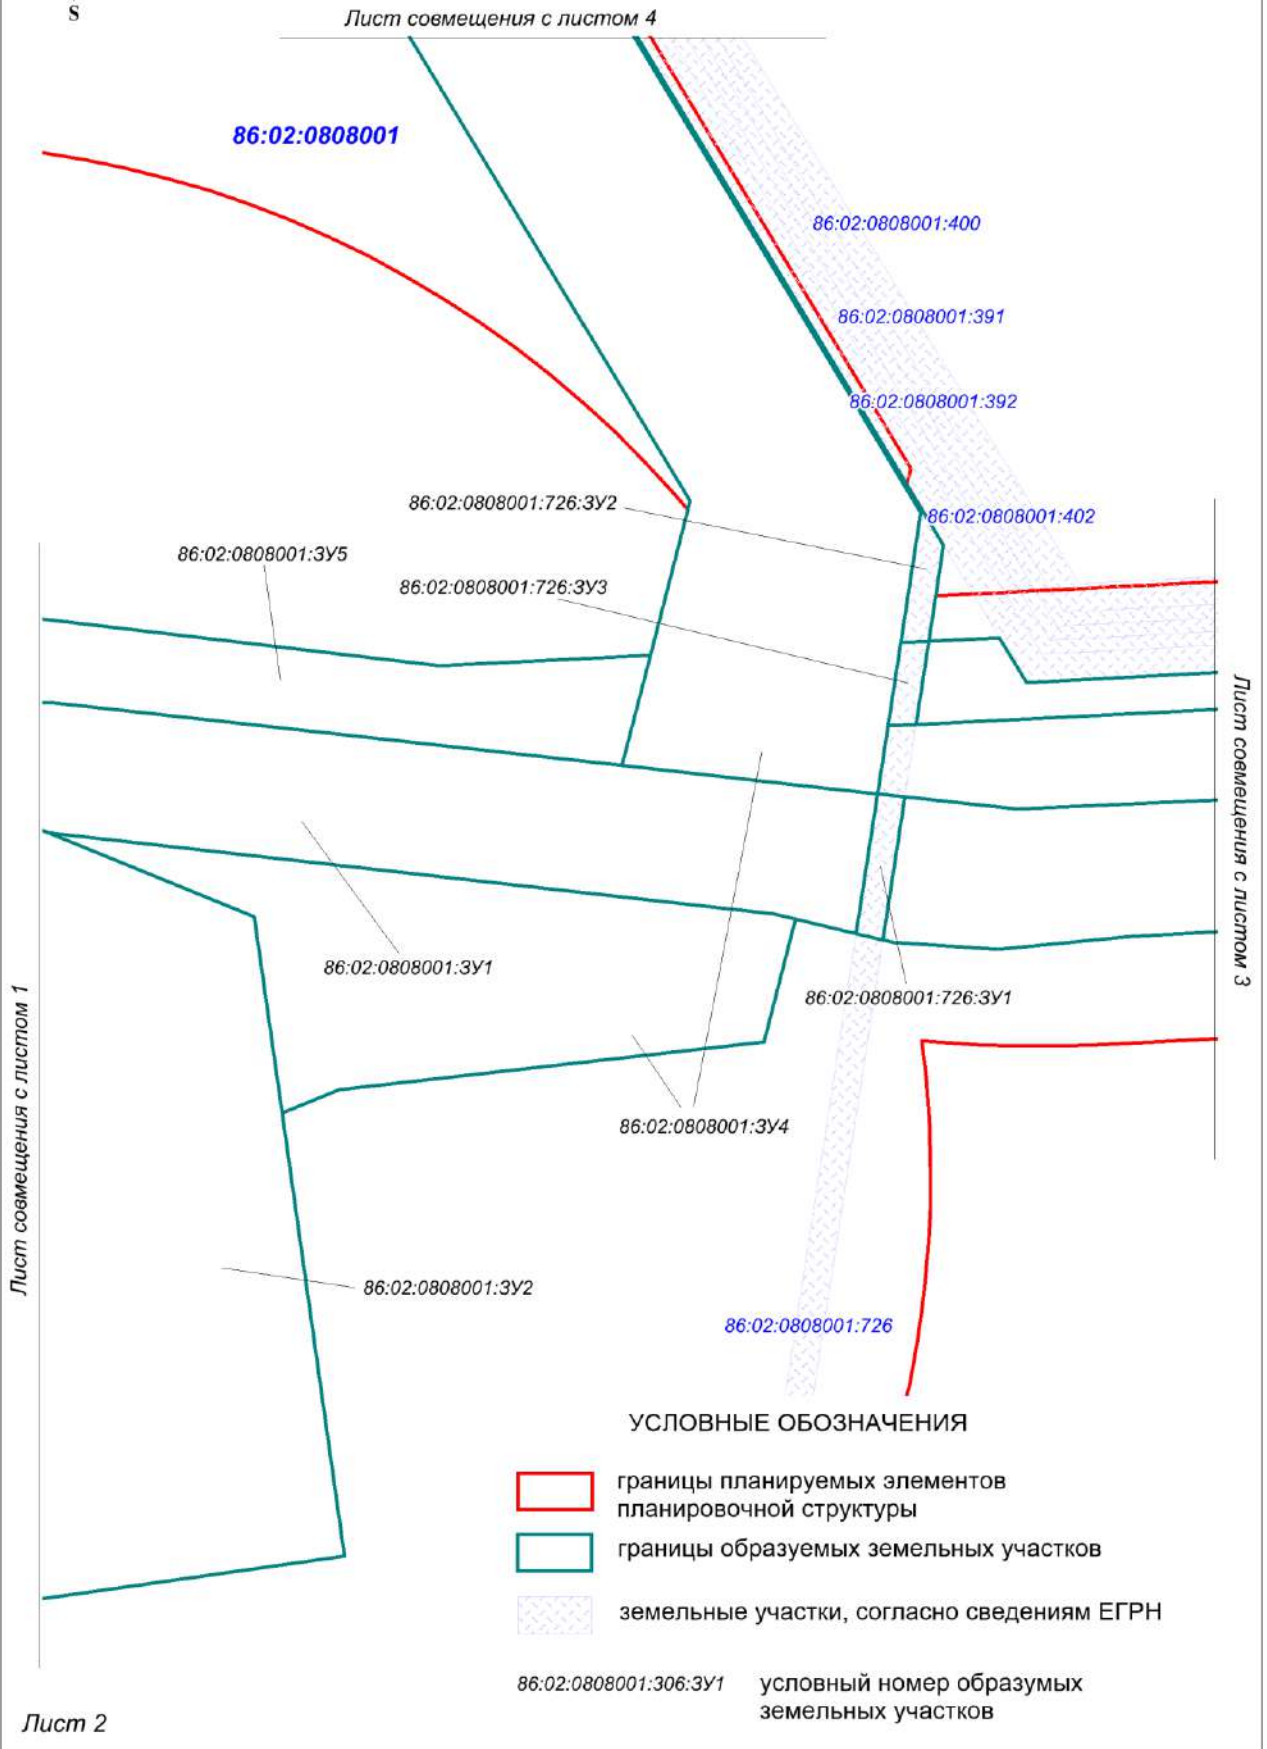 S
Лист совмещения с листом 4
86:02:0808001
86:02:0808001:400
86:02:0808001:391
86:02:0808001:392
86:02:0808001:726:ЗУ2
86:02:0808001:402
86:02:0808001:ЗУ5
86:02:0808001:726:ЗУ3
Лист совмещения с листом 3
86:02:0808001:ЗУ1
86:02:0808001:726:ЗУ1
Лист совмещения с листом 1
86:02:0808001:ЗУ4
86:02:0808001:ЗУ2
86:02:0808001:726
УСЛОВНЫЕ ОБОЗНАЧЕНИЯ
границы планируемых элементов
планировочной структуры
границы образуемых земельных участков
земельные участки, согласно сведениям ЕГРН
86:02:0808001:306:ЗУ1
условный номер образумых
земельных участков
Лист 2